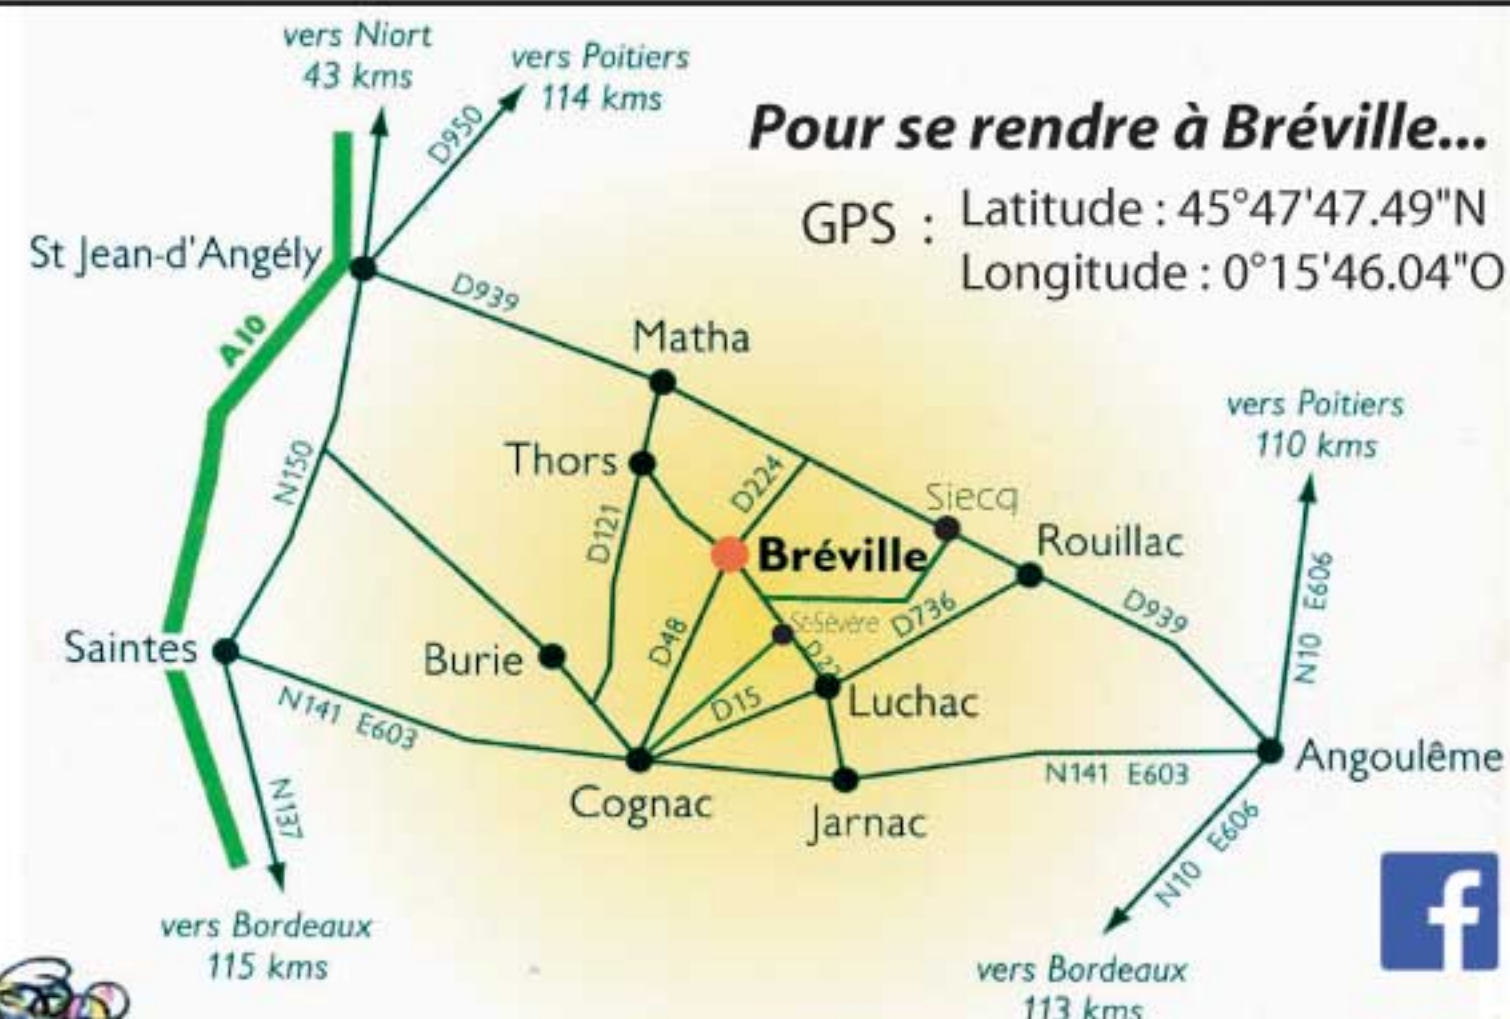 vers Niort
43 kms
vers Poitiers
114 kms
D950
Pour se rendre à Bréville...
GPS : Latitude : 45°47'47.49"N
Longitude : 0°15'46.04"O
St Jean-d'Angély
D939
A10
Matha
vers Poitiers
110 kms
Thors
N150
D224
Siecq
D121
Bréville
Rouillac
N10 E606
D939
D736
St-Sévère
Saintes
Burie
D48
D22
N141 E603
D15
Luchac
Angoulême
N141 E603
Cognac
Jarnac
N137
N10 E606
f
vers Bordeaux
115 kms
vers Bordeaux
113 kms